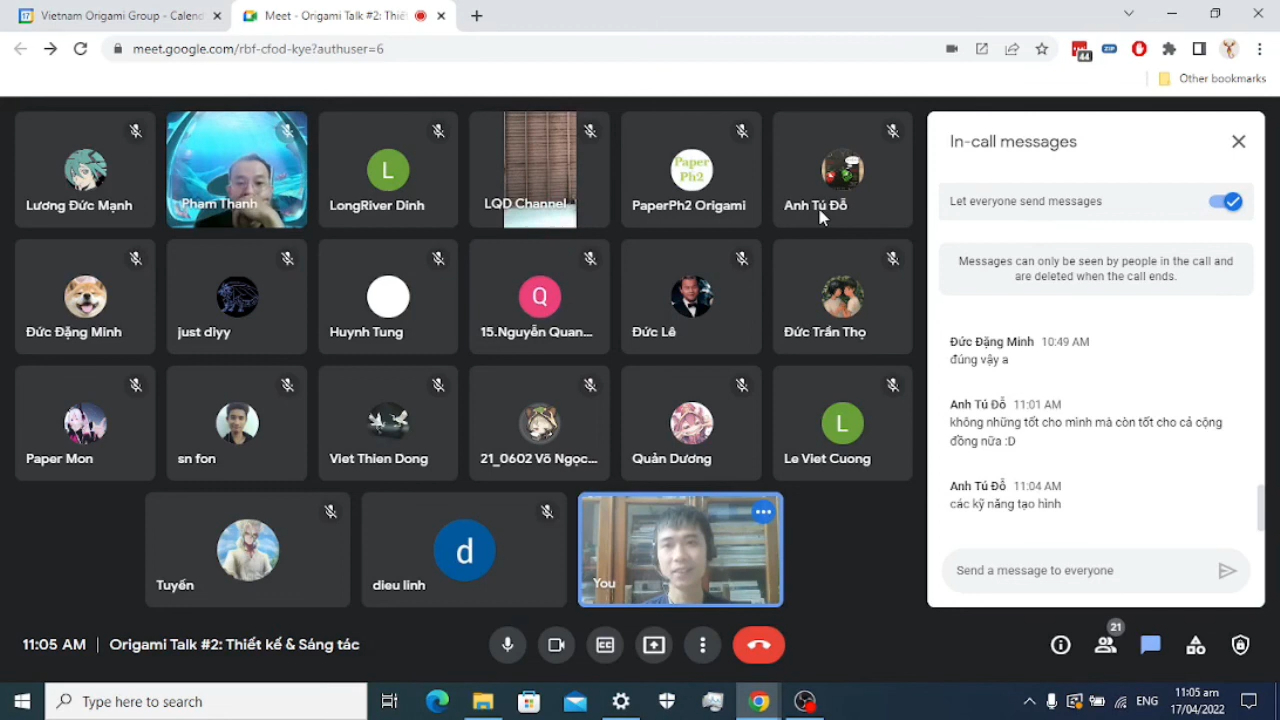 Vietnam Origami Group - Calend
Meet - Origami Talk #2: Thiế
meet.google.com/rbf-cfod-kye?authuser=6
44
ZIP
Other bookmarks
Lương Đức Mạnh
Phạm Thanh
L
LongRiver Dinh
LQD Channel
Paper
Ph2
PaperPh2 Origami
Anh Tú Đỗ
Đức Đặng Minh
just diyy
Huynh Tung
Q
15.Nguyễn Quan...
Đức Lê
Đức Trần Thọ
Paper Mon
sn fon
Viet Thien Dong
21_0602 Võ Ngọc...
Quản Dương
L
Le Viet Cuong
Tuyến
d
dieu linh
You
In-call messages
Let everyone send messages
Messages can only be seen by people in the call and
are deleted when the call ends.
Đức Đặng Minh 10:49 AM
đúng vậy a
Anh Tú Đỗ 11:01 AM
không những tốt cho mình mà còn tốt cho cả cộng
đồng nữa :D
Anh Tú Đỗ 11:04 AM
các kỹ năng tạo hình
Send a message to everyone
11:05 AM | Origami Talk #2: Thiết kế & Sáng tác
21
Type here to search
ENG
11:05 am
17/04/2022